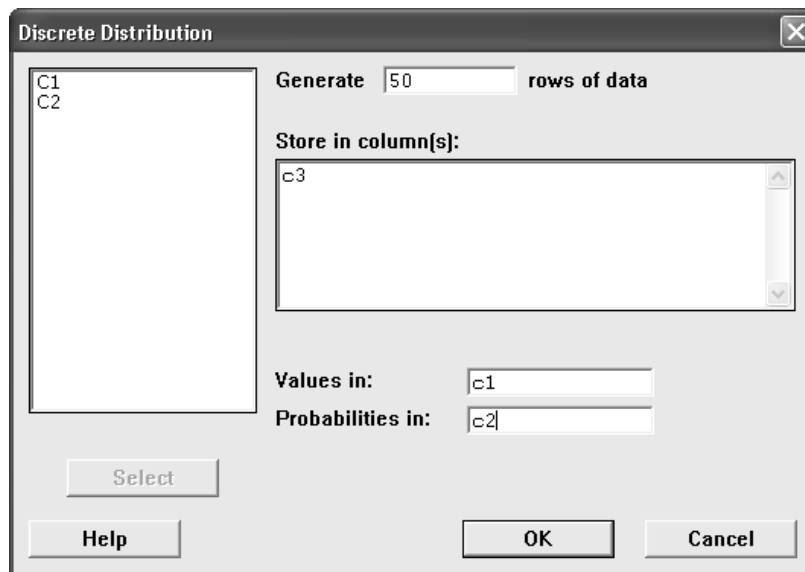 Discrete Distribution
C1
C2
Generate 50 rows of data
Store in column(s):
c3
Values in: c1
Probabilities in: c2
Select
Help OK Cancel